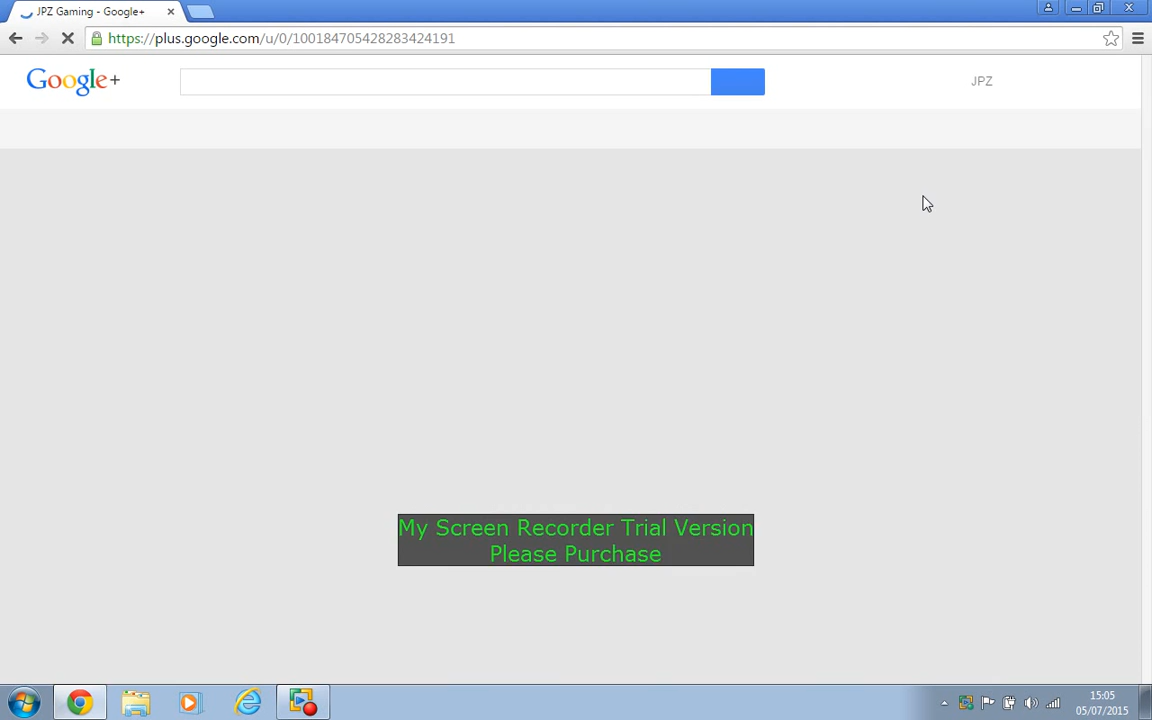 JPZ Gaming - Google+
https://plus.google.com/u/0/100184705428283424191
Google+
JPZ
My Screen Recorder Trial Version
Please Purchase
15:05
05/07/2015